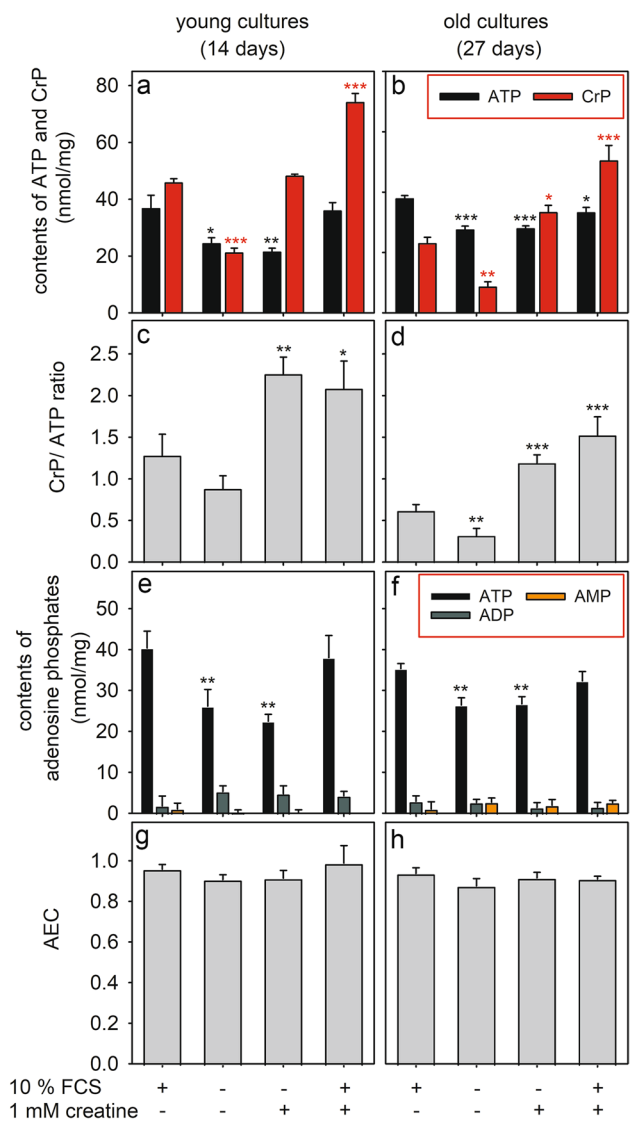 young cultures old cultures
(14 days) (27 days)
contents of ATP and CrP
(nmol/mg)
a
80
60
40
20
0
* *** ** ***
b
ATP CrP
*** ** *** * * ***
CrP/ ATP ratio
c
2.5
2.0
1.5
1.0
0.5
0.0
** *
d
** *** ***
contents of
adenosine phosphates
(nmol/mg)
e
50
40
30
20
10
0
** **
f
ATP AMP
ADP
** **
AEC
g
1.0
0.8
0.6
0.4
0.2
0.0
h
10 % FCS + - - + + - - +
1 mM creatine - - + + - - + +